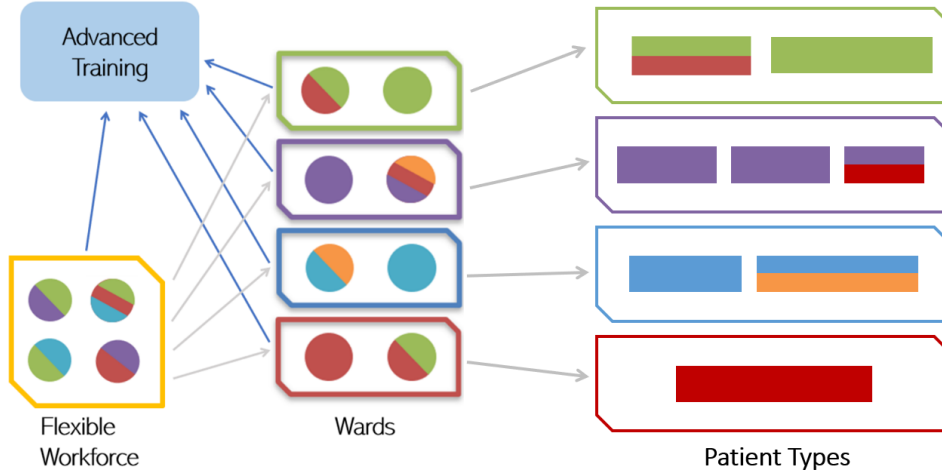 Advanced
Training
Flexible
Workforce
Wards
Patient Types